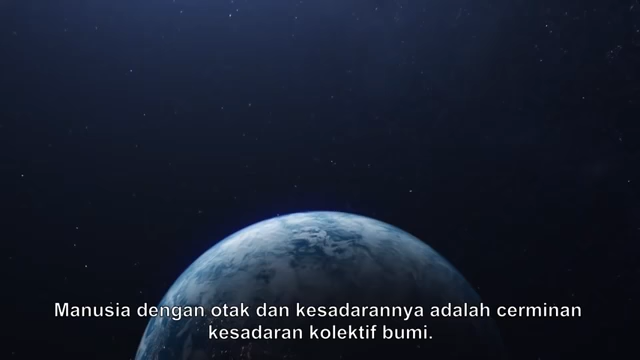 Manusia dengan otak dan kesadarannya adalah cerminan
kesadaran kolektif bumi.